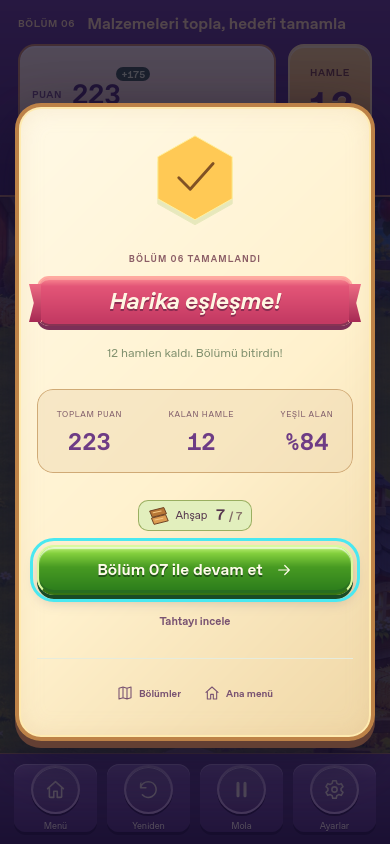 BÖLÜM 06 Malzemeleri topla, hedefi tamamla
+175
HAMLE
PUAN 223
12
BÖLÜM 06 TAMAMLANDI
Harika eşleşme!
12 hamlen kaldı. Bölümü bitirdin!
TOPLAM PUAN KALAN HAMLE YEŞİL ALAN
223 12 %84
Ahşap 7 / 7
Bölüm 07 ile devam et →
Tahtayı incele
Bölümler Ana menü
Menü Yeniden Mola Ayarlar